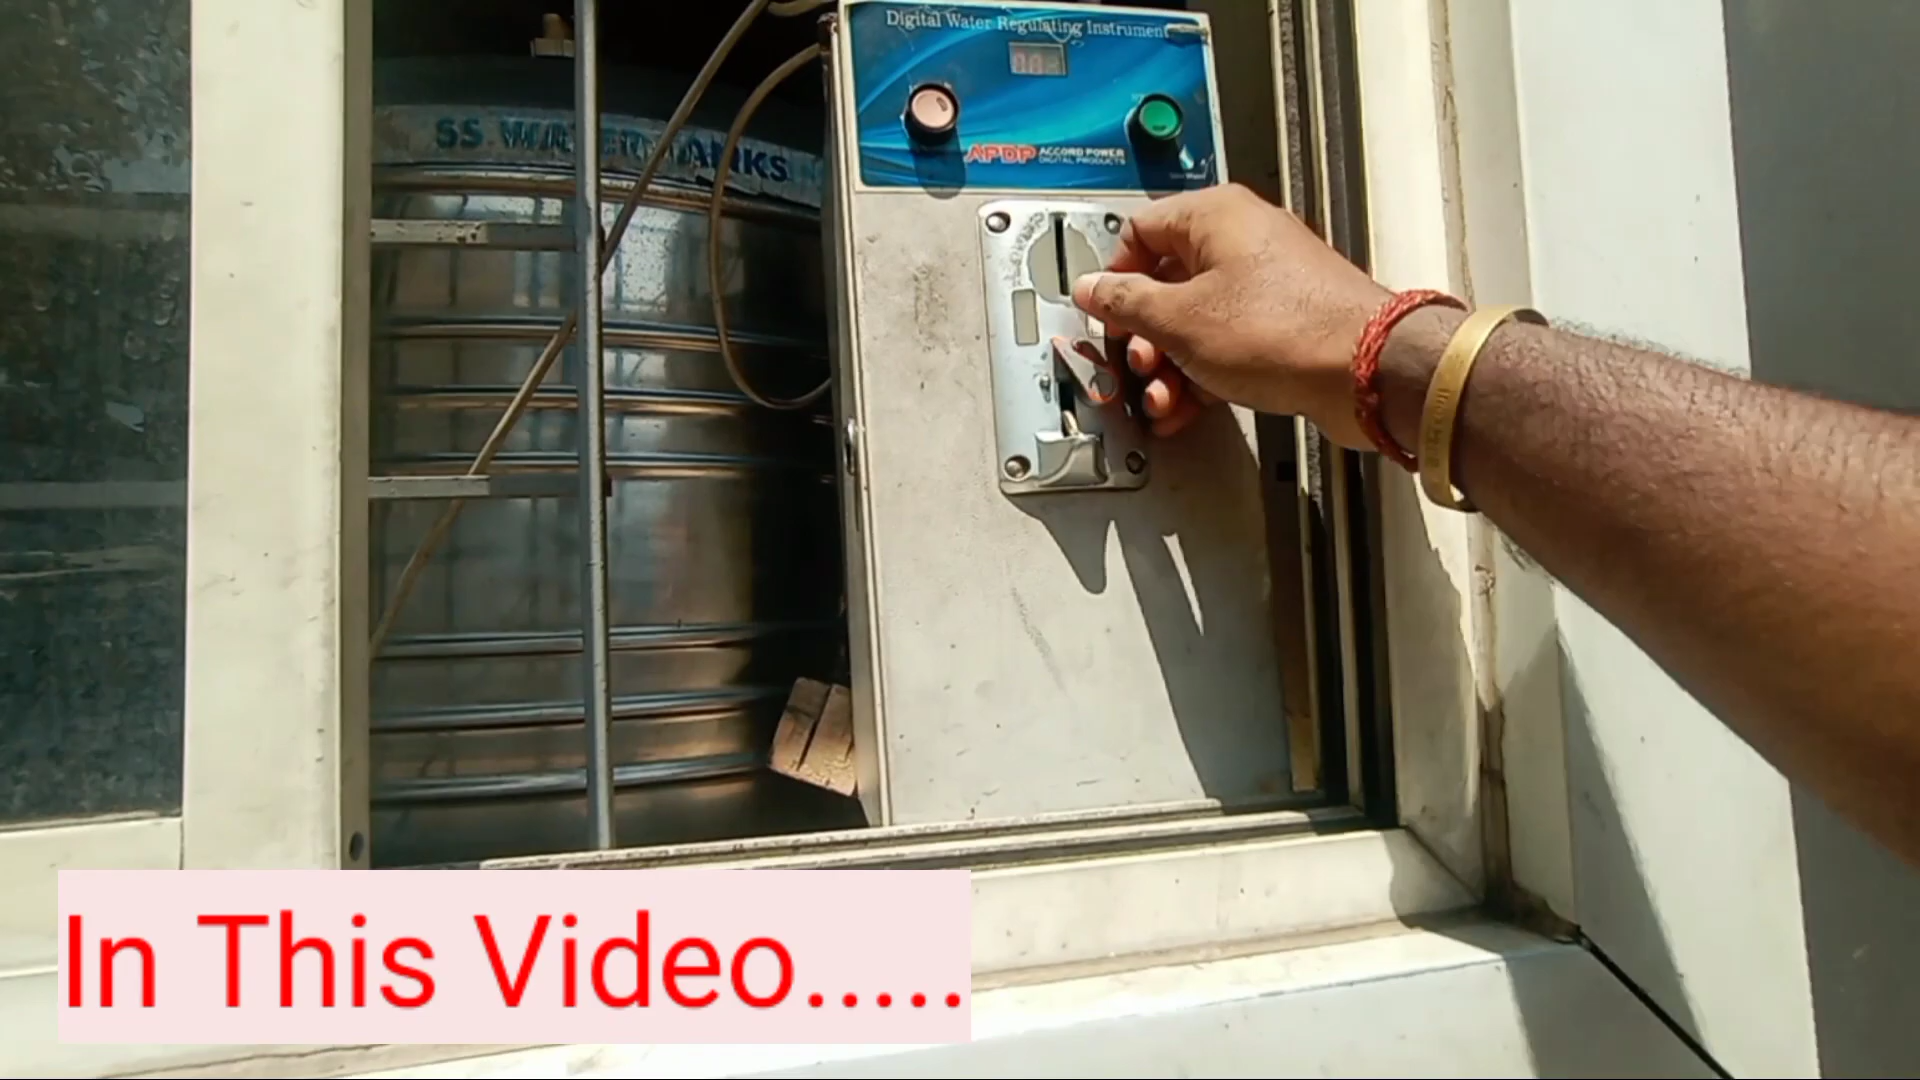 Digital Water Regulating Instrument
APDP ACCORD POWER
DIGITAL PRODUCTS
SS WATER TANKS
In This Video.....